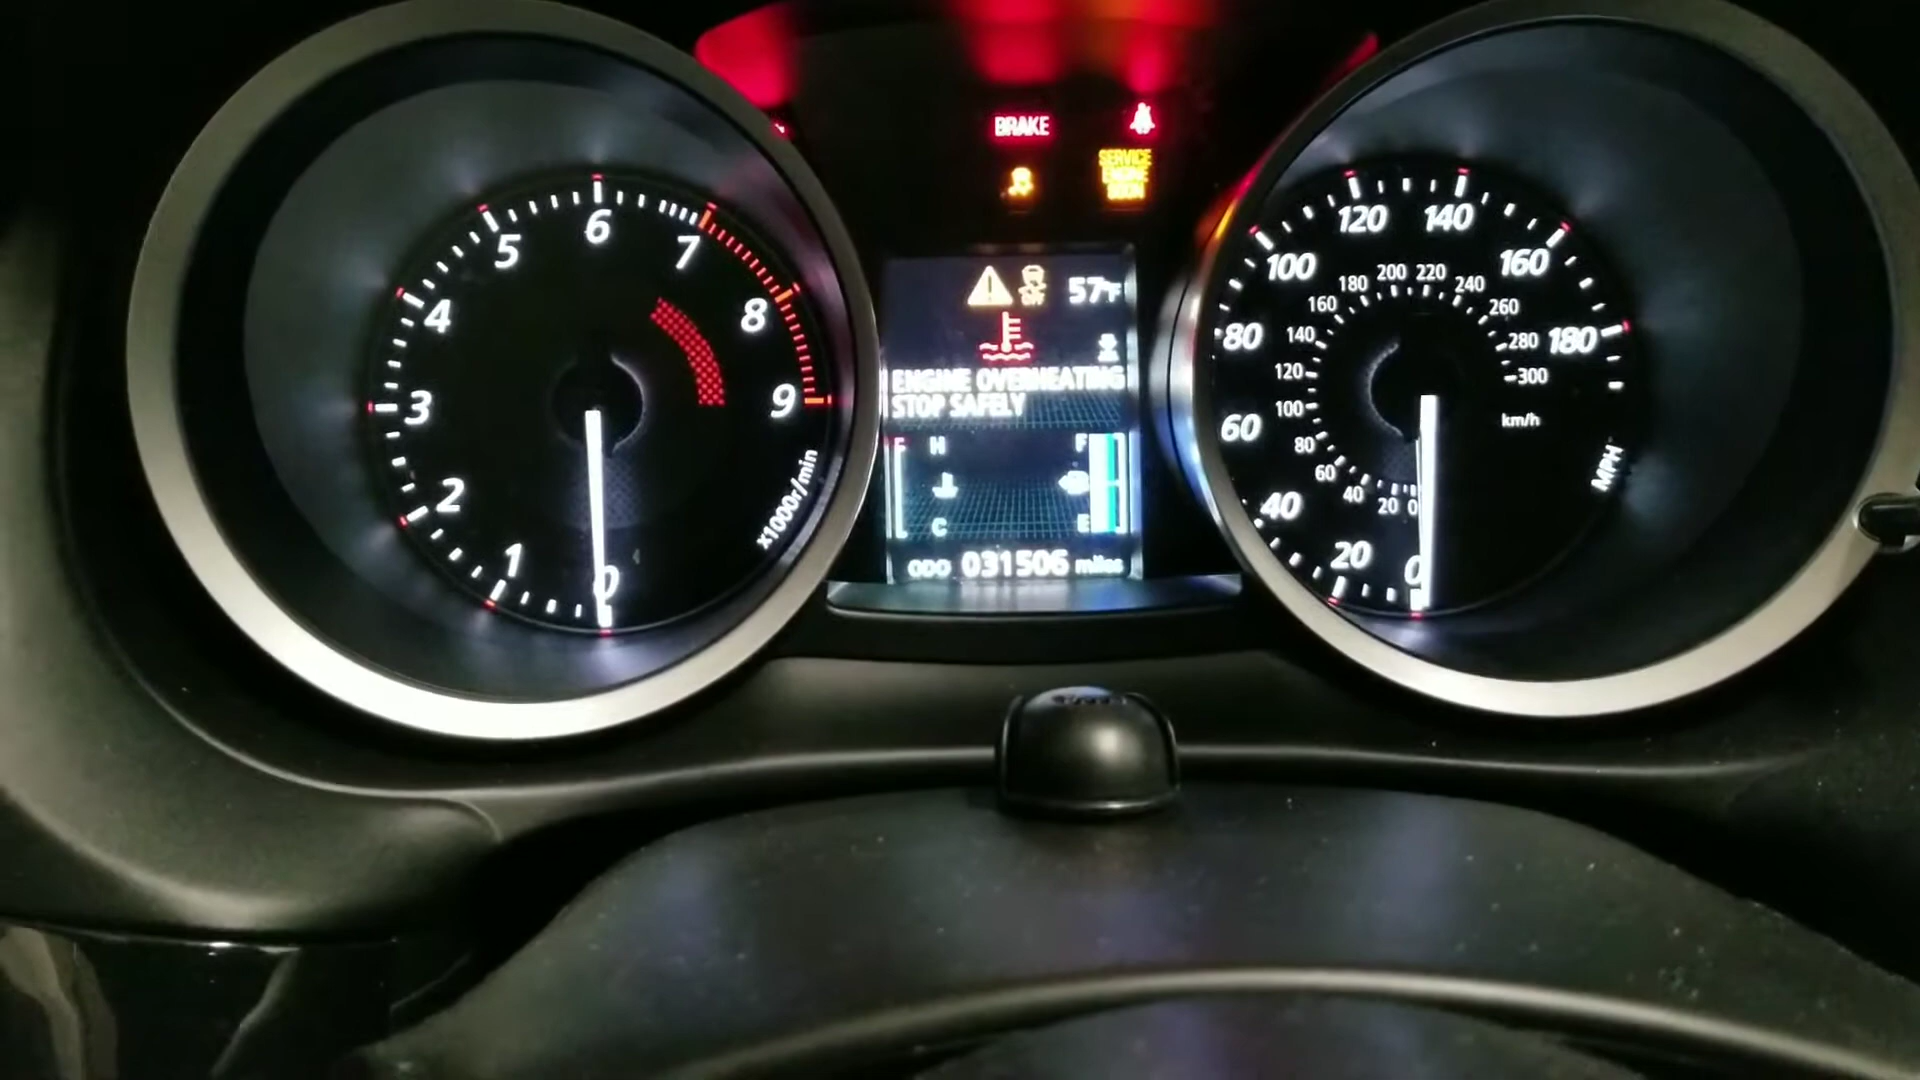 BRAKE
SERVICE
ENGINE
SOON
OFF
57°F
ENGINE OVERHEATING
STOP SAFELY
H
C
F
E
ODO 031506 miles
0
1
2
3
4
5
6
7
8
9
x1000r/min
0
20
40
60
80
100
120
140
160
180
MPH
0
20
40
60
80
100
120
140
160
180
200
220
240
260
280
300
km/h